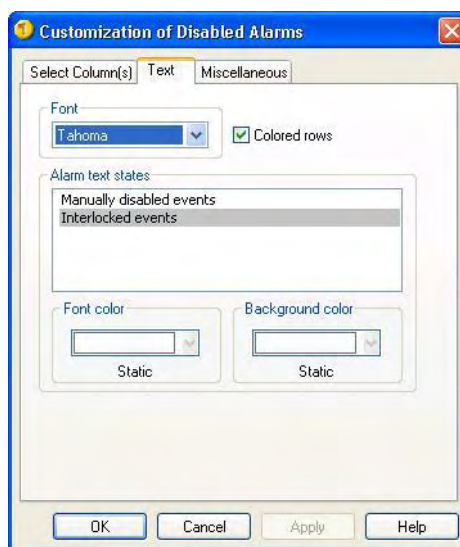 Customization of Disabled Alarms
Select Column(s) Text Miscellaneous
Font
Tahoma Colored rows
Alarm text states
Manually disabled events
Interlocked events
Font color Background color
Static Static
OK Cancel Apply Help